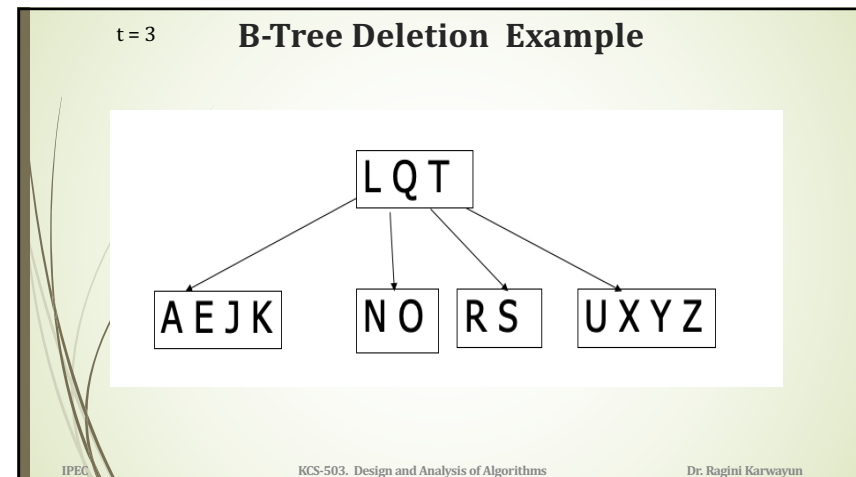 t = 3
B-Tree Deletion Example
L Q T
A E J K
N O
R S
U X Y Z
IPEC
KCS-503. Design and Analysis of Algorithms
Dr. Ragini Karwayun